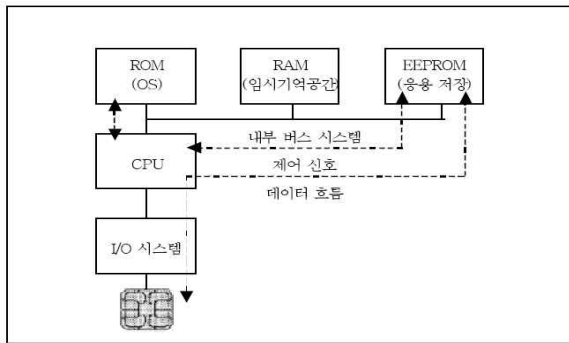 ROM
(OS)
RAM
(임시기억공간)
EEPROM
(응용 저장)
내부 버스 시스템
CPU
제어 신호
데이터 흐름
I/O 시스템